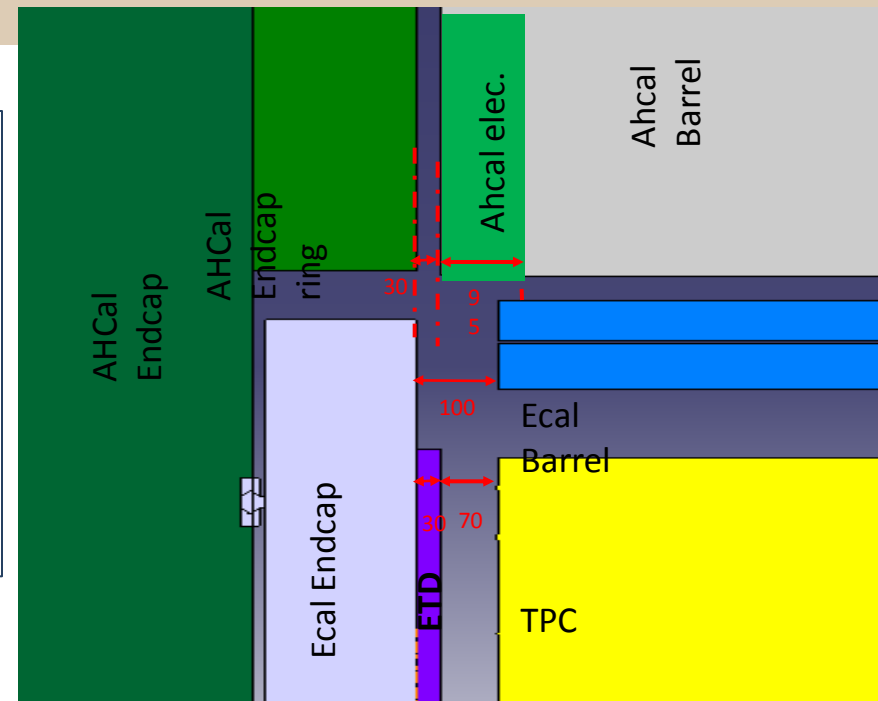 AHCal
Endcap
AHCal
Endcap
ring
Ahcal elec.
Ahcal
Barrel
30
9
5
100
Ecal
Barrel
30
70
Ecal Endcap
ETD
TPC